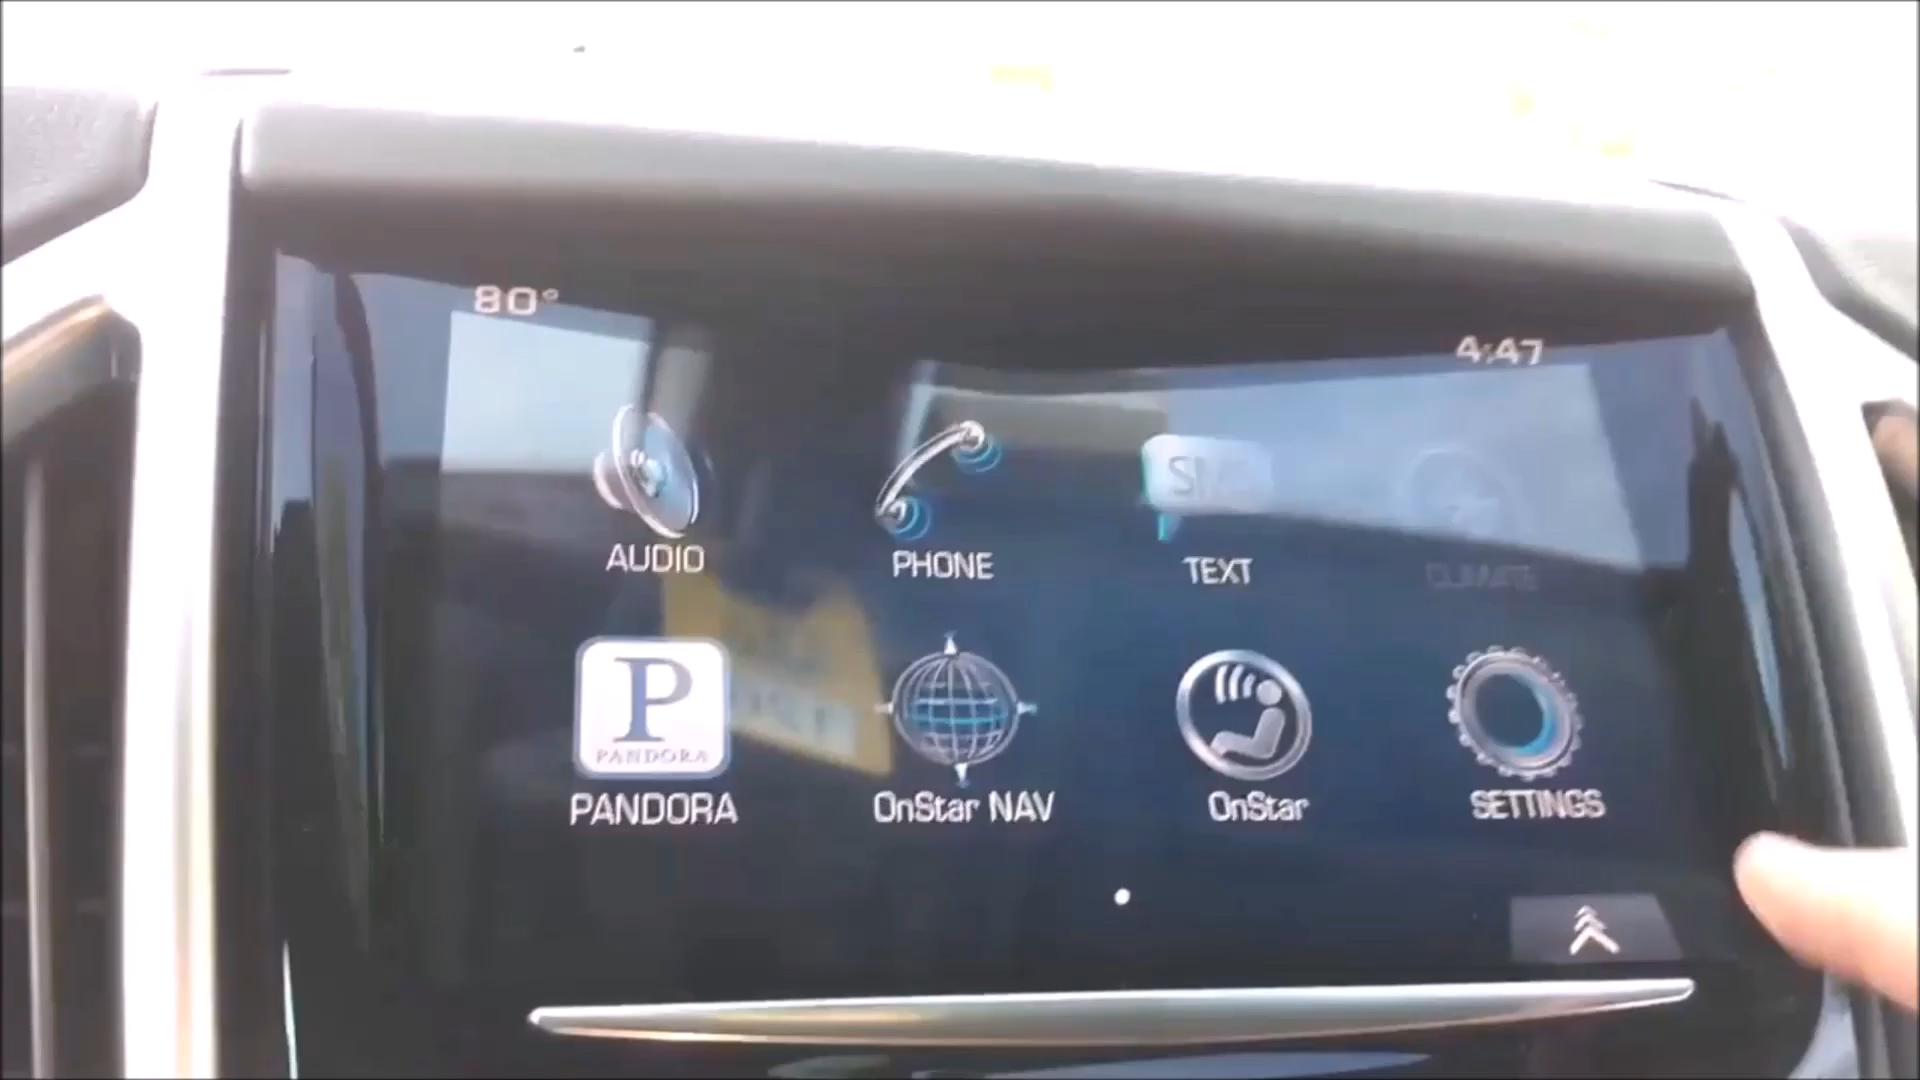 80°
4:47
AUDIO
PHONE
TEXT
CLIMATE
P
PANDORA
PANDORA
OnStar NAV
OnStar
SETTINGS